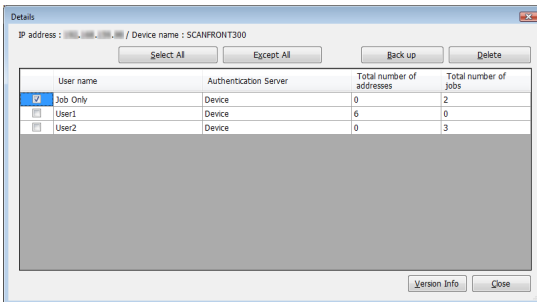 Details
IP address : / Device name : SCANFRONT300
Select All Except All Back up Delete
User name Authentication Server Total number of addresses Total number of jobs
Job Only Device 0 2
User1 Device 6 0
User2 Device 0 3
Version Info Close